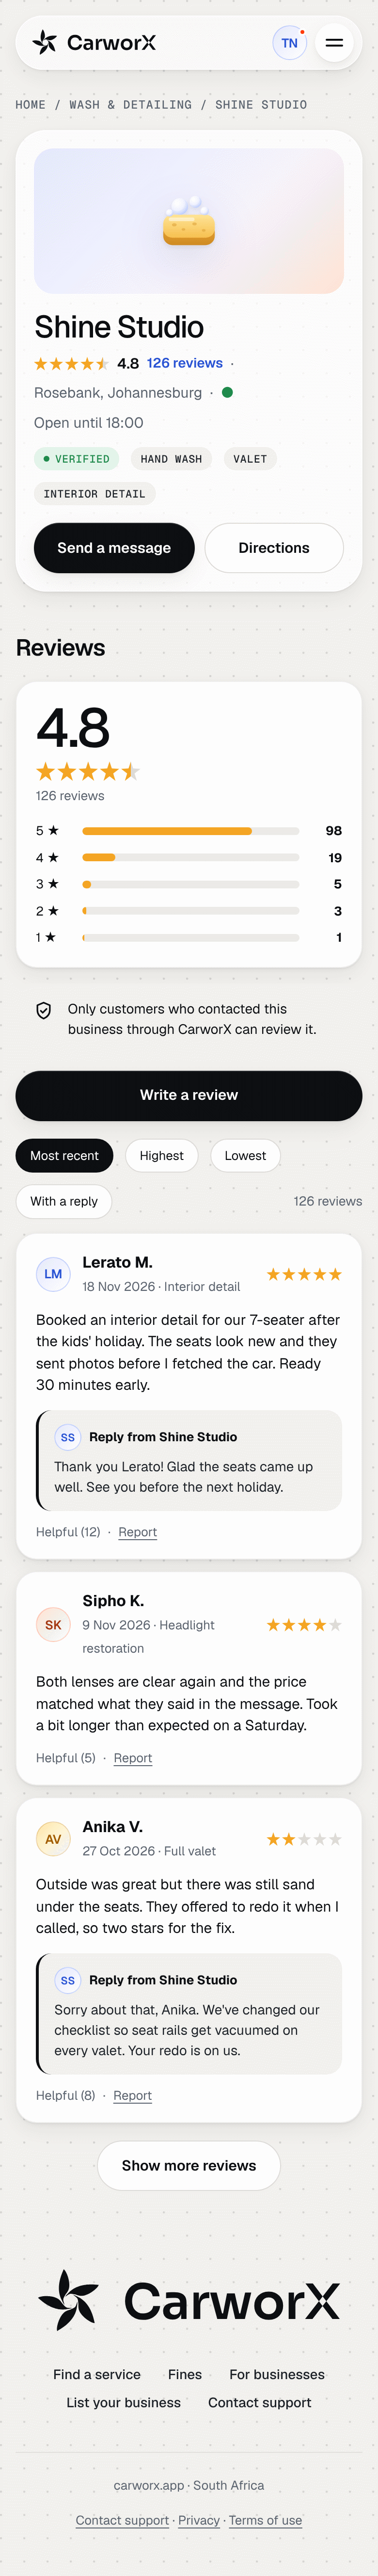 CarworX
TN
HOME / WASH & DETAILING / SHINE STUDIO
Shine Studio
4.8 126 reviews ·
Rosebank, Johannesburg ·
Open until 18:00
VERIFIED HAND WASH VALET
INTERIOR DETAIL
Send a message Directions
Reviews
4.8
126 reviews
5 ★ 98
4 ★ 19
3 ★ 5
2 ★ 3
1 ★ 1
Only customers who contacted this
business through CarworX can review it.
Write a review
Most recent Highest Lowest
With a reply 126 reviews
LM Lerato M.
18 Nov 2026 · Interior detail
Booked an interior detail for our 7-seater after
the kids' holiday. The seats look new and they
sent photos before I fetched the car. Ready
30 minutes early.
SS Reply from Shine Studio
Thank you Lerato! Glad the seats came up
well. See you before the next holiday.
Helpful (12) · Report
SK Sipho K.
9 Nov 2026 · Headlight
restoration
Both lenses are clear again and the price
matched what they said in the message. Took
a bit longer than expected on a Saturday.
Helpful (5) · Report
AV Anika V.
27 Oct 2026 · Full valet
Outside was great but there was still sand
under the seats. They offered to redo it when I
called, so two stars for the fix.
SS Reply from Shine Studio
Sorry about that, Anika. We've changed our
checklist so seat rails get vacuumed on
every valet. Your redo is on us.
Helpful (8) · Report
Show more reviews
CarworX
Find a service Fines For businesses
List your business Contact support
carworx.app · South Africa
Contact support · Privacy · Terms of use